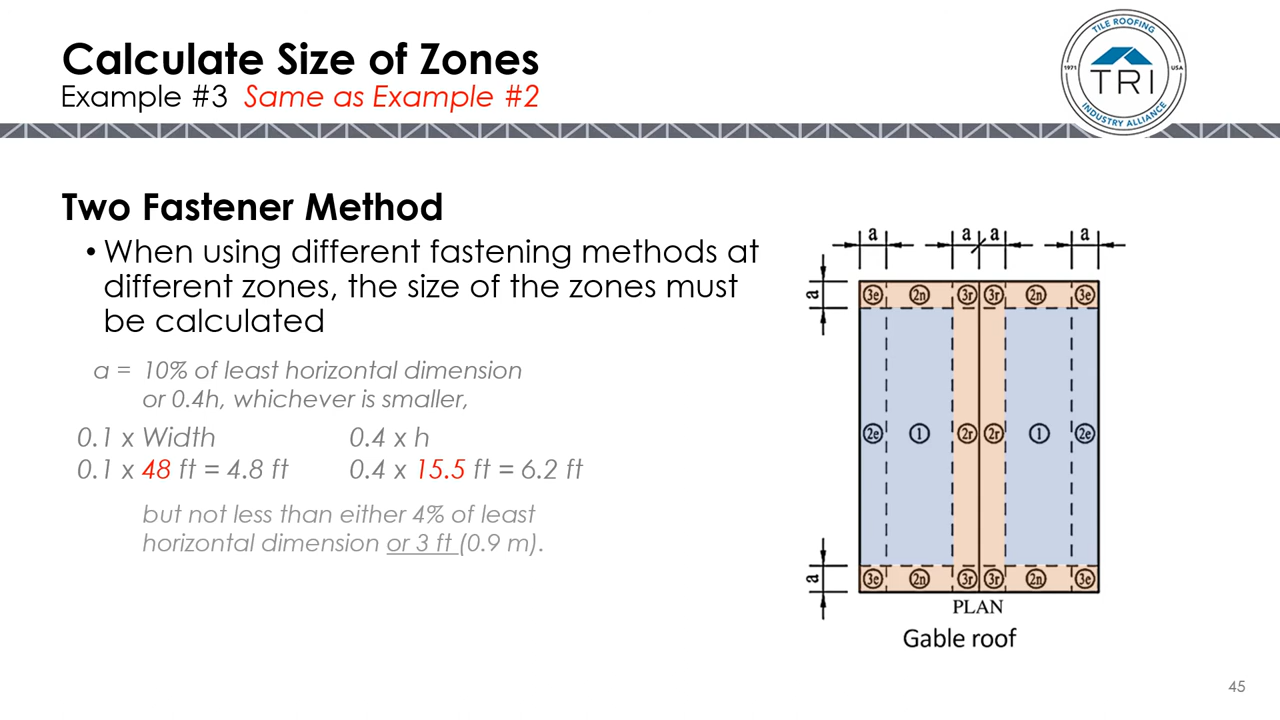 Calculate Size of Zones
Example #3 Same as Example #2
TILE ROOFING
1971
USA
TRI
INDUSTRY ALLIANCE
Two Fastener Method
• When using different fastening methods at
different zones, the size of the zones must
be calculated
a = 10% of least horizontal dimension
or 0.4h, whichever is smaller,
0.1 x Width 0.4 x h
0.1 x 48 ft = 4.8 ft 0.4 x 15.5 ft = 6.2 ft
but not less than either 4% of least
horizontal dimension or 3 ft (0.9 m).
a a a a
a
3e 2n 3r 3r 2n 3e
2e 1 2r 2r 1 2e
a
3e 2n 3r 3r 2n 3e
PLAN
Gable roof
45